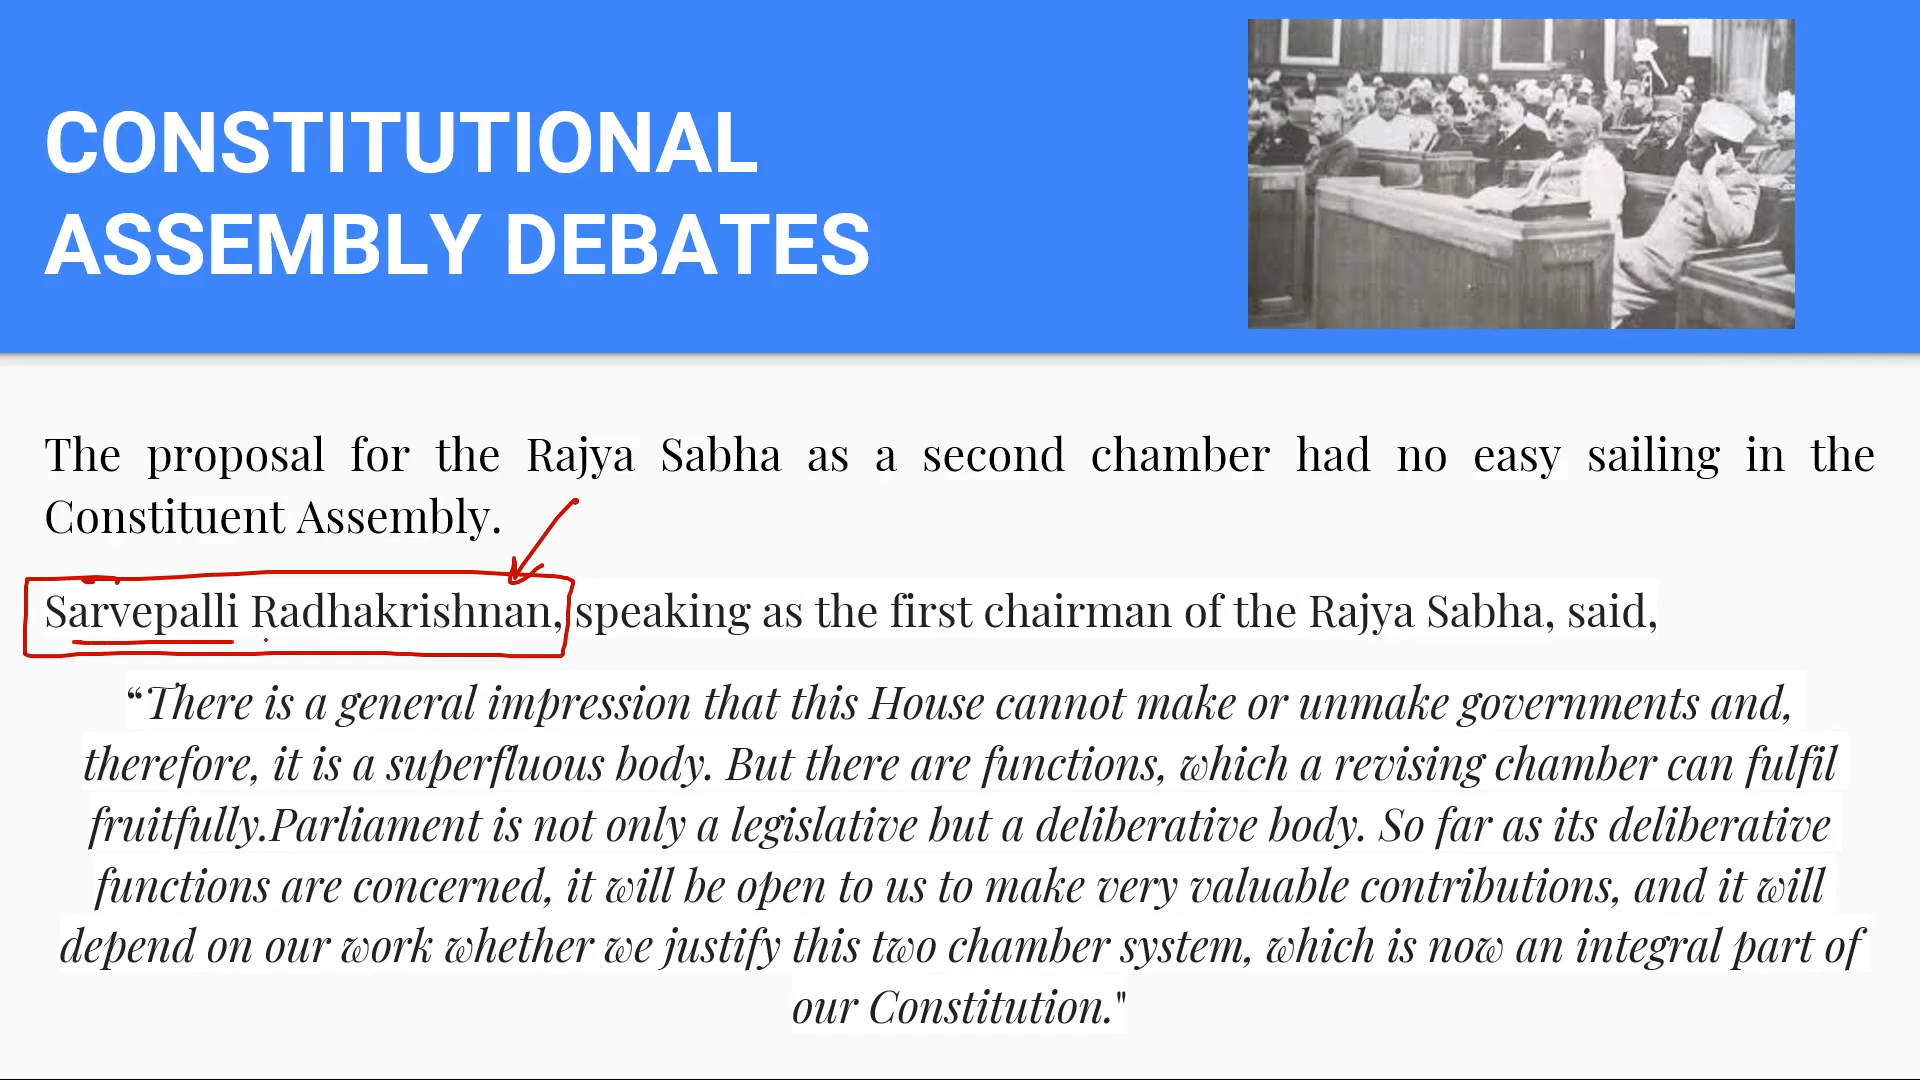 CONSTITUTIONAL
ASSEMBLY DEBATES
The proposal for the Rajya Sabha as a second chamber had no easy sailing in the
Constituent Assembly.
Sarvepalli Radhakrishnan, speaking as the first chairman of the Rajya Sabha, said,
“There is a general impression that this House cannot make or unmake governments and,
therefore, it is a superfluous body. But there are functions, which a revising chamber can fulfil
fruitfully.Parliament is not only a legislative but a deliberative body. So far as its deliberative
functions are concerned, it will be open to us to make very valuable contributions, and it will
depend on our work whether we justify this two chamber system, which is now an integral part of
our Constitution."